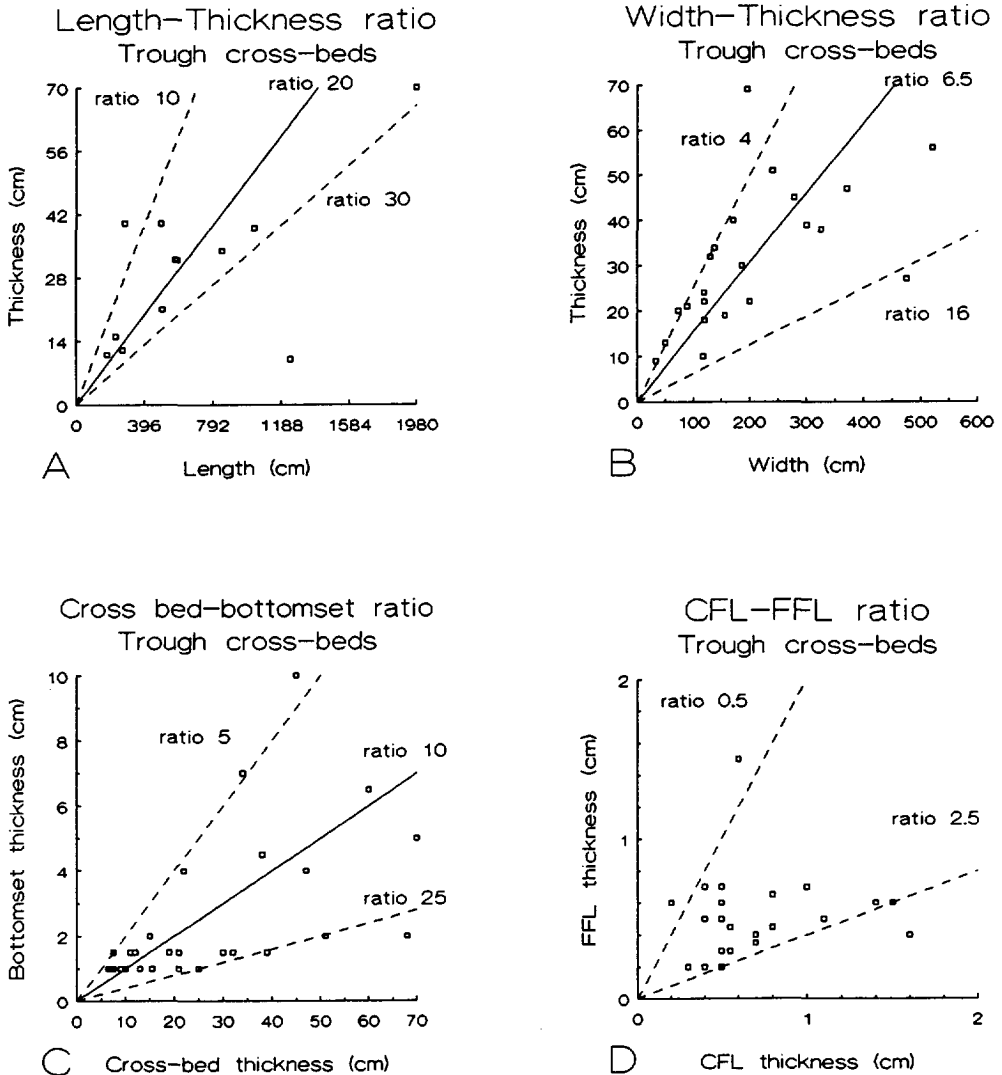 Length-Thickness ratio
Trough cross-beds
70
56
42
28
14
0
Thickness (cm)
ratio 10
ratio 20
ratio 30
0 396 792 1188 1584 1980
A Length (cm)
Width-Thickness ratio
Trough cross-beds
70
60
50
40
30
20
10
0
Thickness (cm)
ratio 4
ratio 6.5
ratio 16
0 100 200 300 400 500 600
B Width (cm)
Cross bed-bottomset ratio
Trough cross-beds
10
8
6
4
2
0
Bottomset thickness (cm)
ratio 5
ratio 10
ratio 25
0 10 20 30 40 50 60 70
C Cross-bed thickness (cm)
CFL-FFL ratio
Trough cross-beds
2
1
0
FFL thickness (cm)
ratio 0.5
ratio 2.5
0 1 2
D CFL thickness (cm)